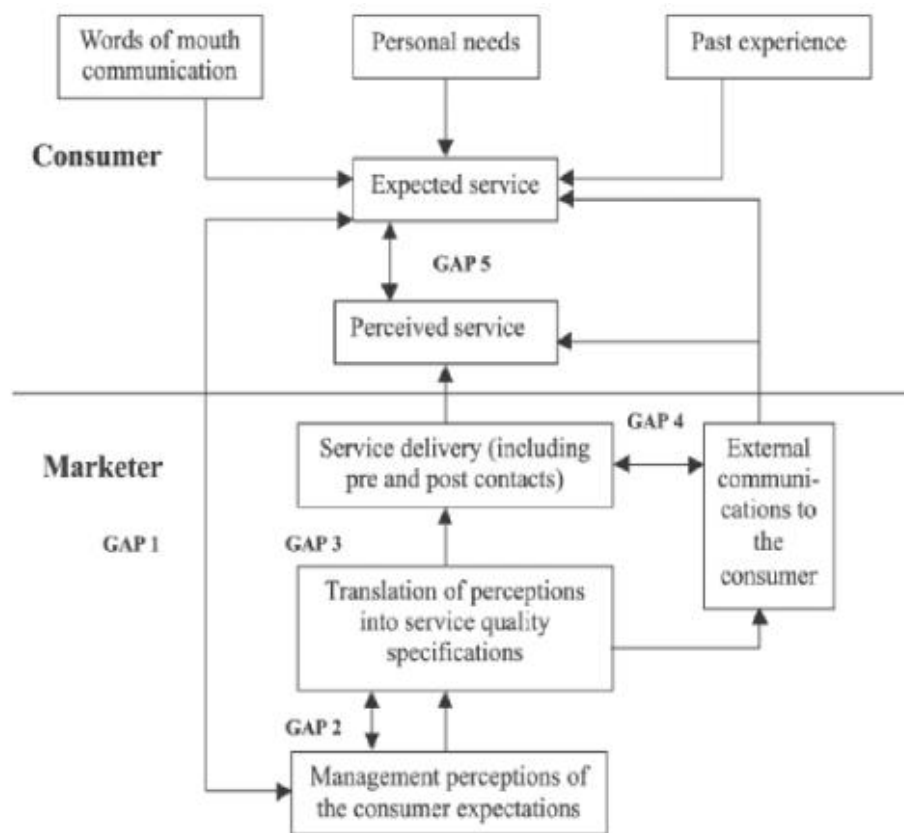 Words of mouth
communication
Personal needs
Past experience
Consumer
Expected service
GAP 5
Perceived service
Marketer
Service delivery (including
pre and post contacts)
GAP 4
External
communi-
cations to
the
consumer
GAP 1
GAP 3
Translation of perceptions
into service quality
specifications
GAP 2
Management perceptions of
the consumer expectations